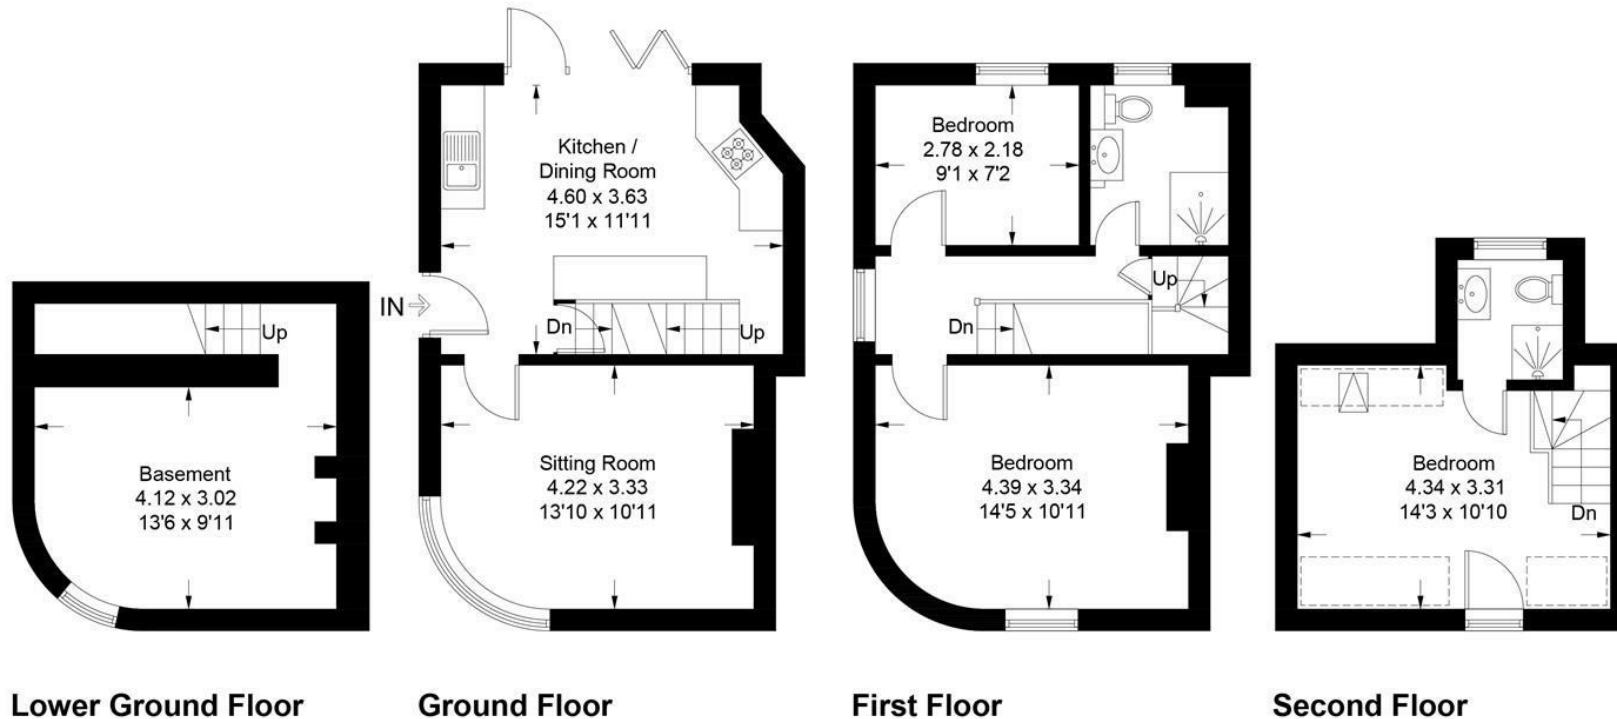 Up
Basement
4.12 x 3.02
13'6 x 9'11
Lower Ground Floor
Kitchen /
Dining Room
4.60 x 3.63
15'1 x 11'11
IN
Dn
Up
Sitting Room
4.22 x 3.33
13'10 x 10'11
Ground Floor
Bedroom
2.78 x 2.18
9'1 x 7'2
Up
Dn
Bedroom
4.39 x 3.34
14'5 x 10'11
First Floor
Bedroom
4.34 x 3.31
14'3 x 10'10
Dn
Second Floor